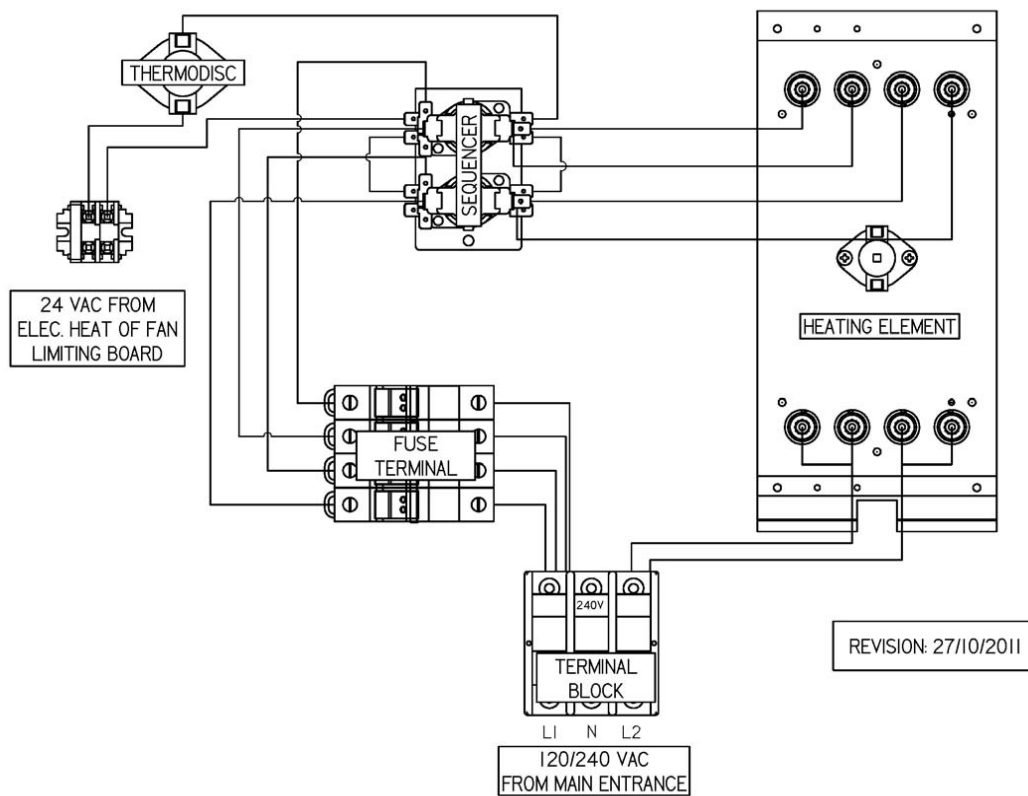 THERMODISC
SEQUENCER
24 VAC FROM
ELEC. HEAT OF FAN
LIMITING BOARD
HEATING ELEMENT
FUSE
TERMINAL
240V
TERMINAL
BLOCK
L1 N L2
120/240 VAC
FROM MAIN ENTRANCE
REVISION: 27/10/2011